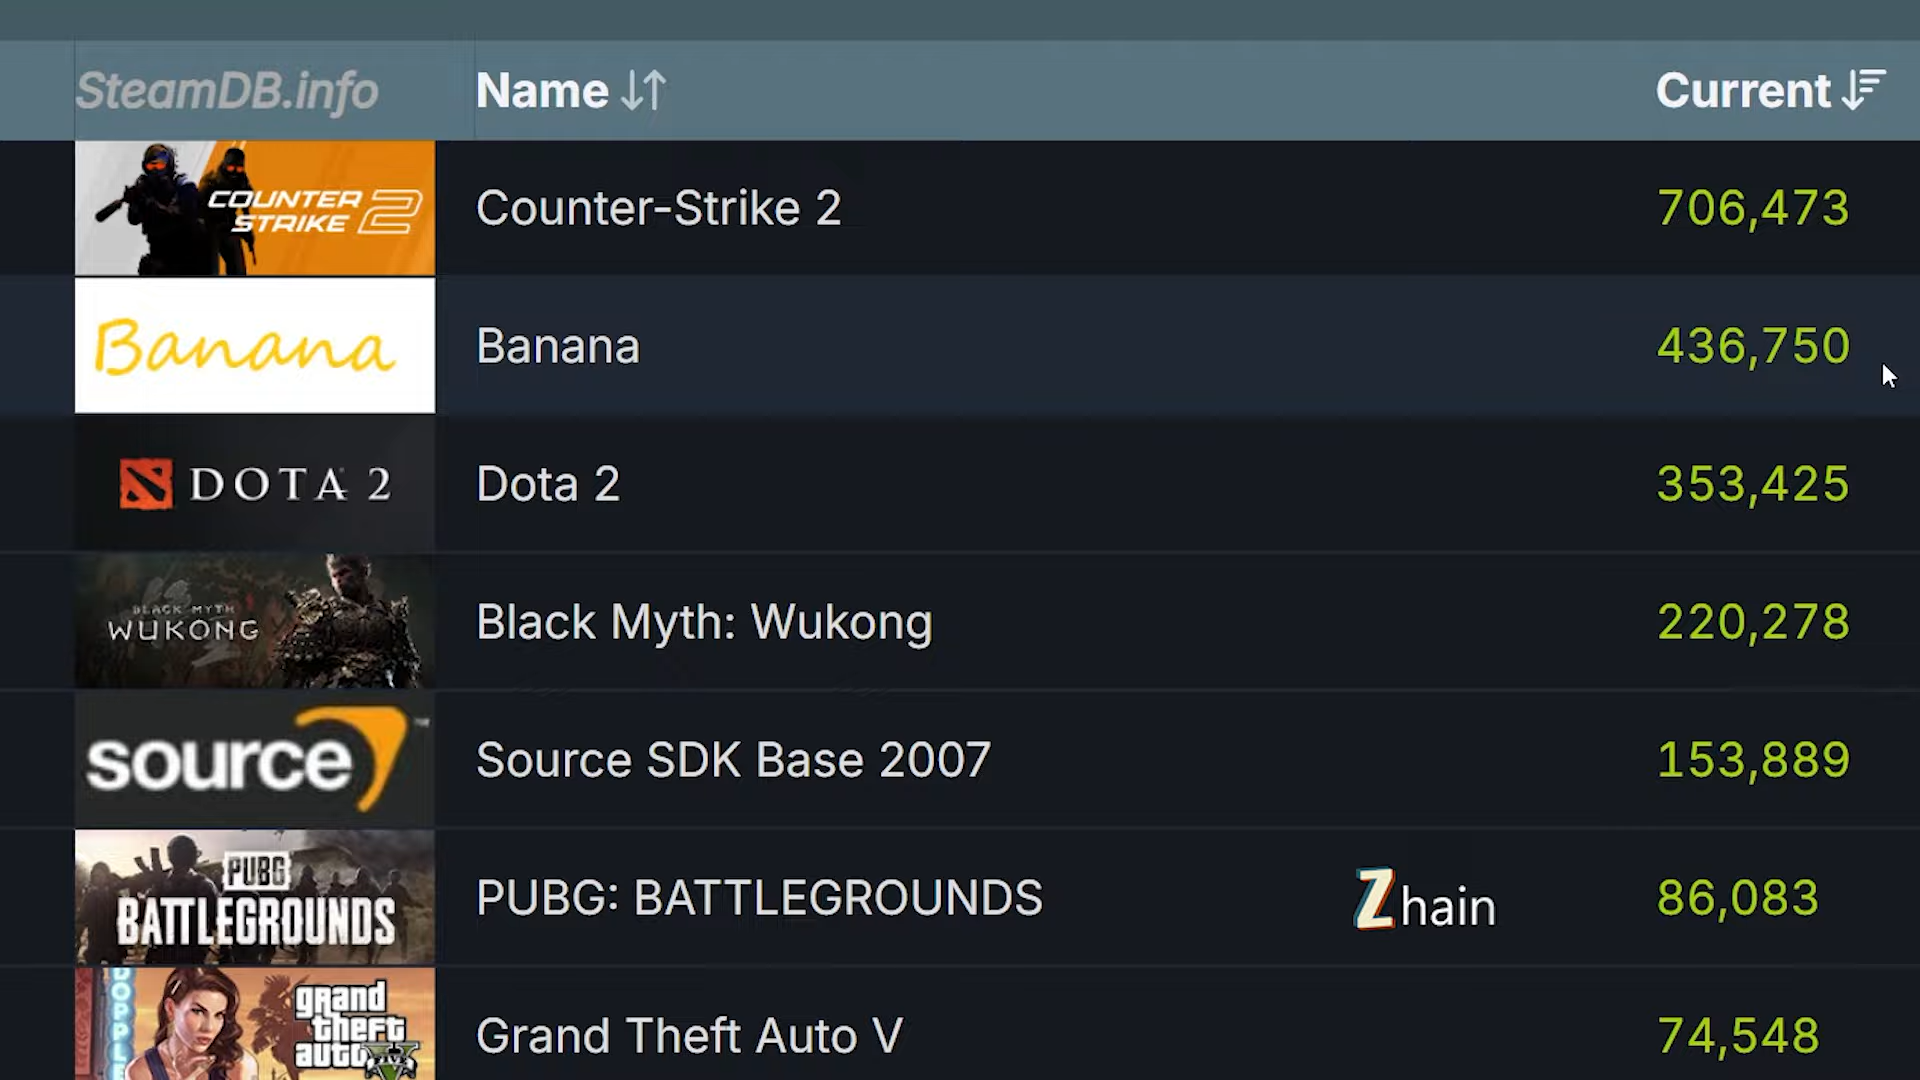 SteamDB.info Name Current
COUNTER
STRIKE 2
Counter-Strike 2 706,473
Banana
Banana 436,750
DOTA 2
Dota 2 353,425
BLACK MYTH
WUKONG
Black Myth: Wukong 220,278
source™
Source SDK Base 2007 153,889
PUBG
BATTLEGROUNDS
PUBG: BATTLEGROUNDS 86,083
Zhain
DOPPLE
grand
theft
auto
V
Grand Theft Auto V 74,548